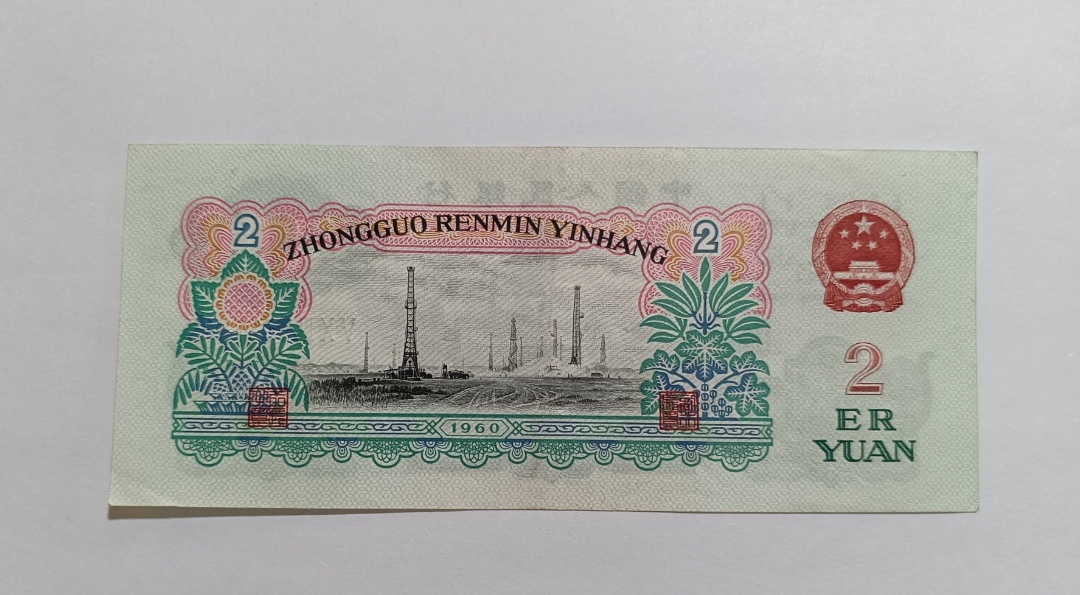 2
ZHONGGUO RENMIN YINHANG
2
1960
2
ER
YUAN